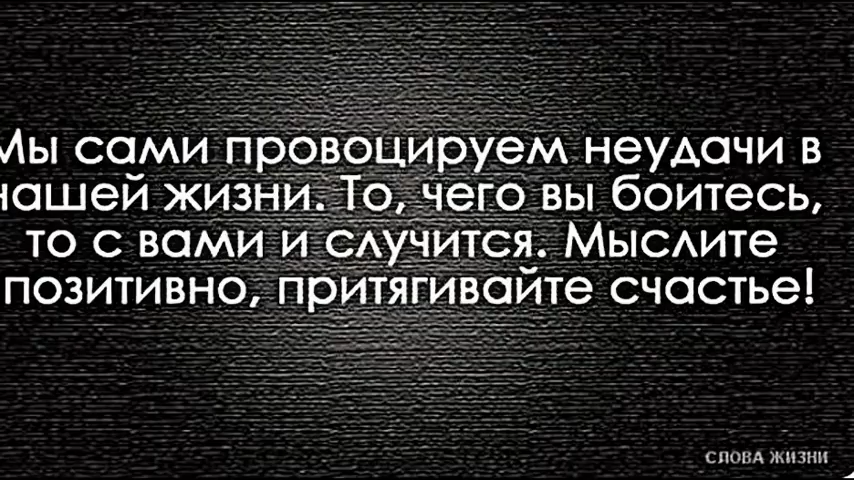 Мы сами провоцируем неудачи в
нашей жизни. То, чего вы боитесь,
то с вами и случится. Мыслите
позитивно, притягивайте счастье!
СЛОВА ЖИЗНИ